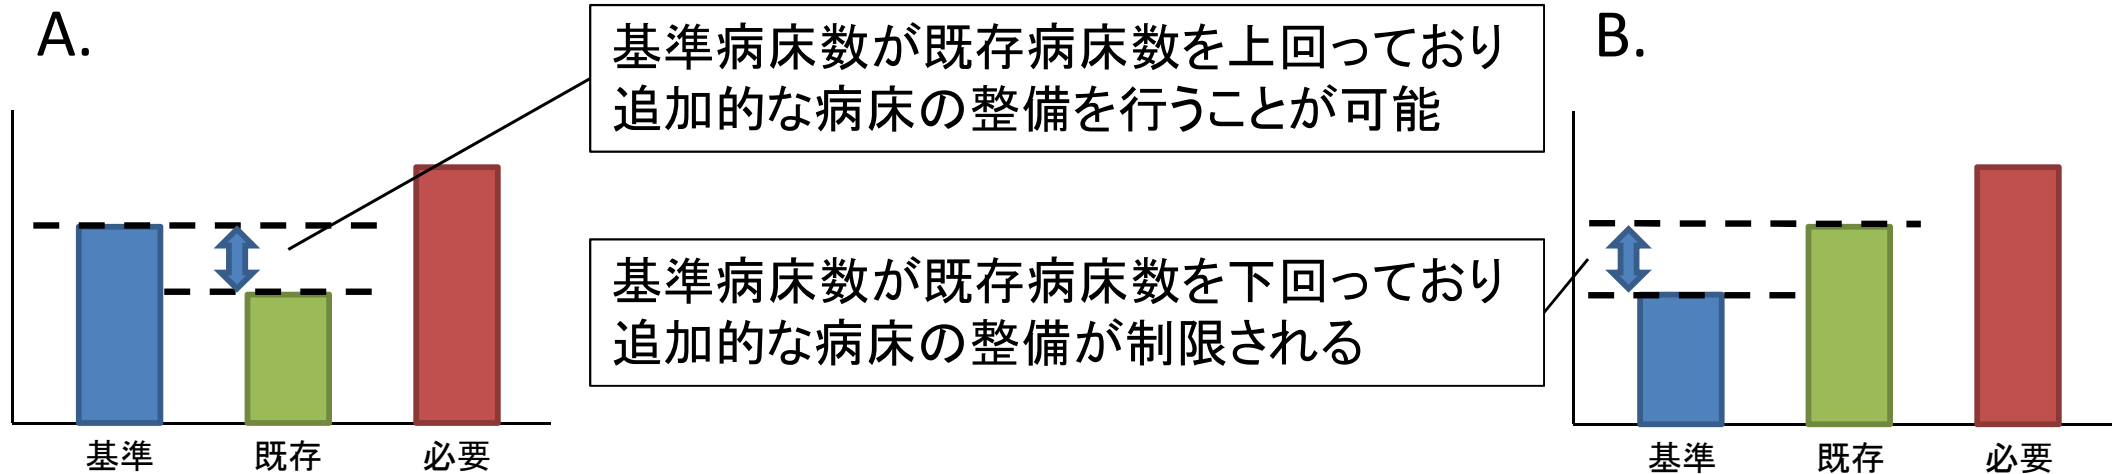 A.
基準病床数が既存病床数を上回っており
追加的な病床の整備を行うことが可能
基準病床数が既存病床数を下回っており
追加的な病床の整備が制限される
基準 既存 必要
B.
基準 既存 必要